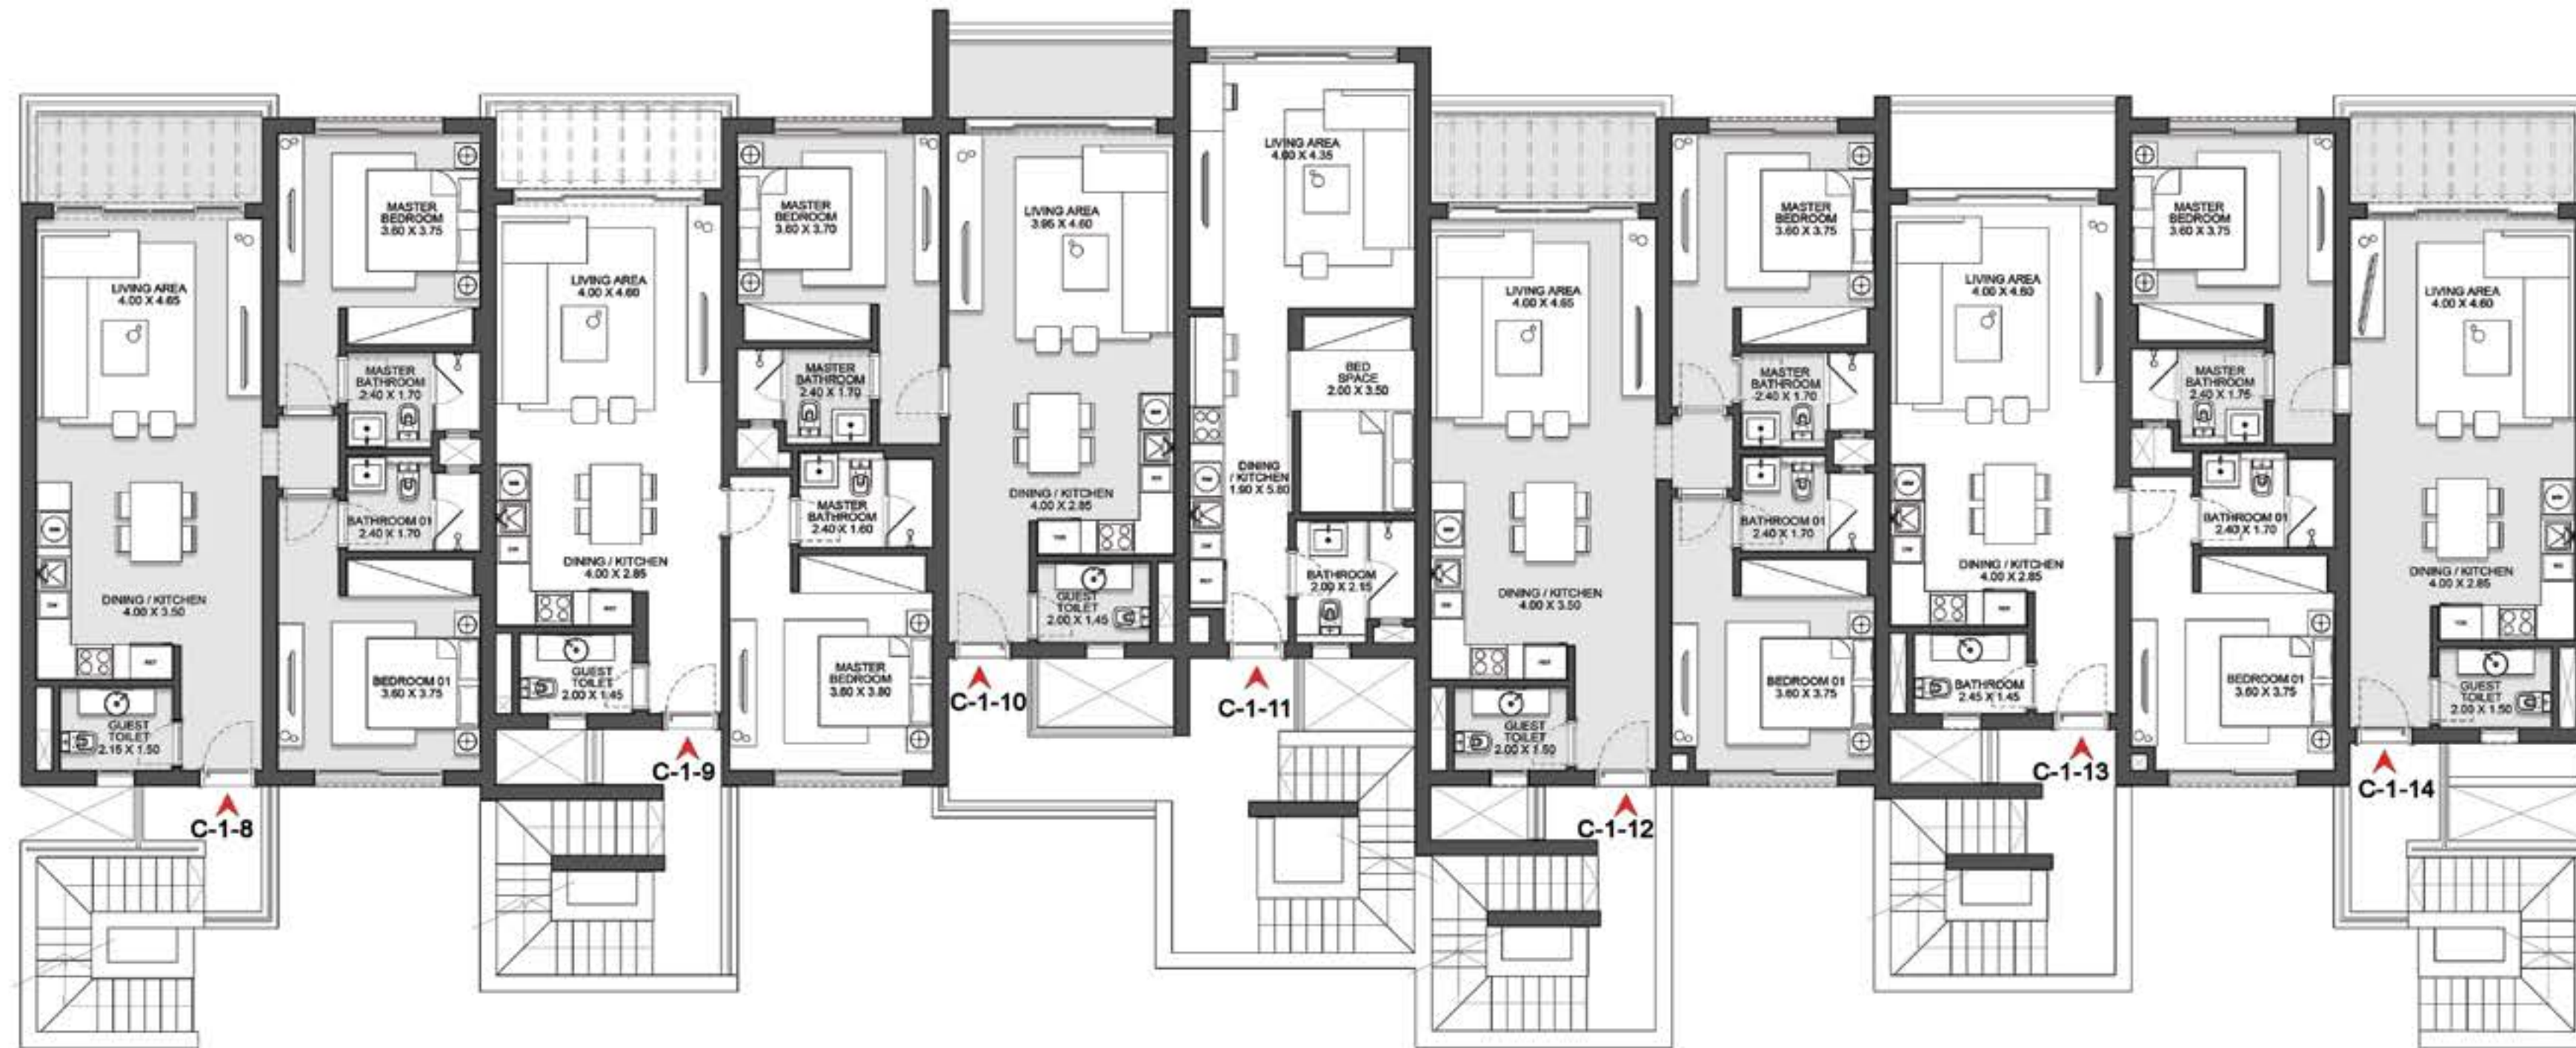 LIVING AREA
4.00 X 4.65
DINING / KITCHEN
4.00 X 3.50
GUEST
TOILET
2.15 X 1.50
C-1-8
MASTER
BEDROOM
3.60 X 3.75
MASTER
BATHROOM
2.40 X 1.70
BATHROOM 01
2.40 X 1.70
BEDROOM 01
3.60 X 3.75
LIVING AREA
4.00 X 4.60
DINING / KITCHEN
4.00 X 2.85
GUEST
TOILET
2.00 X 1.45
C-1-9
MASTER
BEDROOM
3.60 X 3.70
MASTER
BATHROOM
2.40 X 1.70
MASTER
BATHROOM
2.40 X 1.60
MASTER
BEDROOM
3.60 X 3.80
LIVING AREA
3.95 X 4.60
DINING / KITCHEN
4.00 X 2.85
GUEST
TOILET
2.00 X 1.45
C-1-10
LIVING AREA
4.00 X 4.35
BED
SPACE
2.00 X 3.50
DINING
/ KITCHEN
1.90 X 5.80
BATHROOM
2.00 X 2.15
C-1-11
LIVING AREA
4.00 X 4.65
DINING / KITCHEN
4.00 X 3.50
GUEST
TOILET
2.00 X 1.50
C-1-12
MASTER
BEDROOM
3.60 X 3.75
MASTER
BATHROOM
2.40 X 1.70
BATHROOM 01
2.40 X 1.70
BEDROOM 01
3.60 X 3.75
LIVING AREA
4.00 X 4.60
DINING / KITCHEN
4.00 X 2.85
BATHROOM
2.45 X 1.45
C-1-13
MASTER
BEDROOM
3.60 X 3.75
MASTER
BATHROOM
2.40 X 1.75
BATHROOM 01
2.40 X 1.70
BEDROOM 01
3.60 X 3.75
LIVING AREA
4.00 X 4.60
DINING / KITCHEN
4.00 X 2.85
GUEST
TOILET
2.00 X 1.50
C-1-14